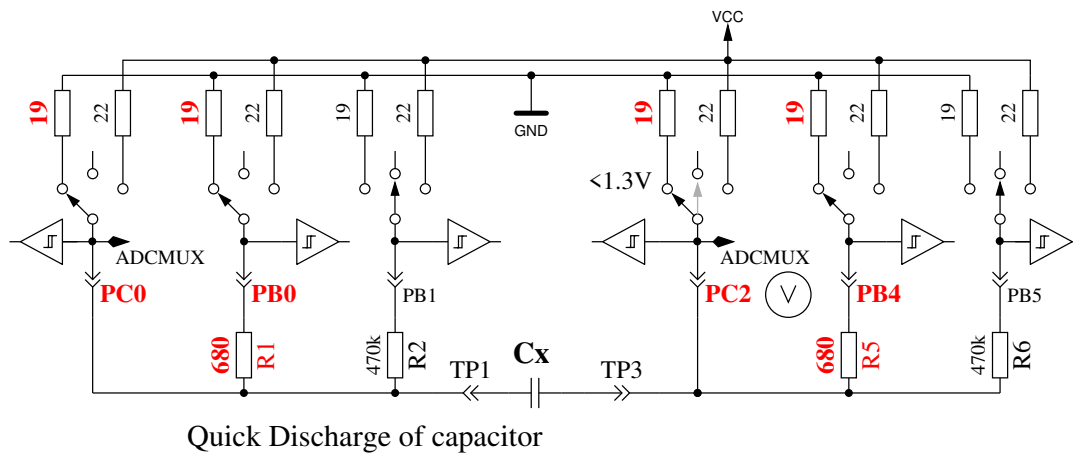 VCC
19
22
19
22
19
22
GND
19
22
19
22
19
22
<1.3V
ADCMUX
ADCMUX
PC0
PB0
PB1
PC2
V
PB4
PB5
680
R1
470k
R2
TP1
Cx
TP3
680
R5
470k
R6
Quick Discharge of capacitor